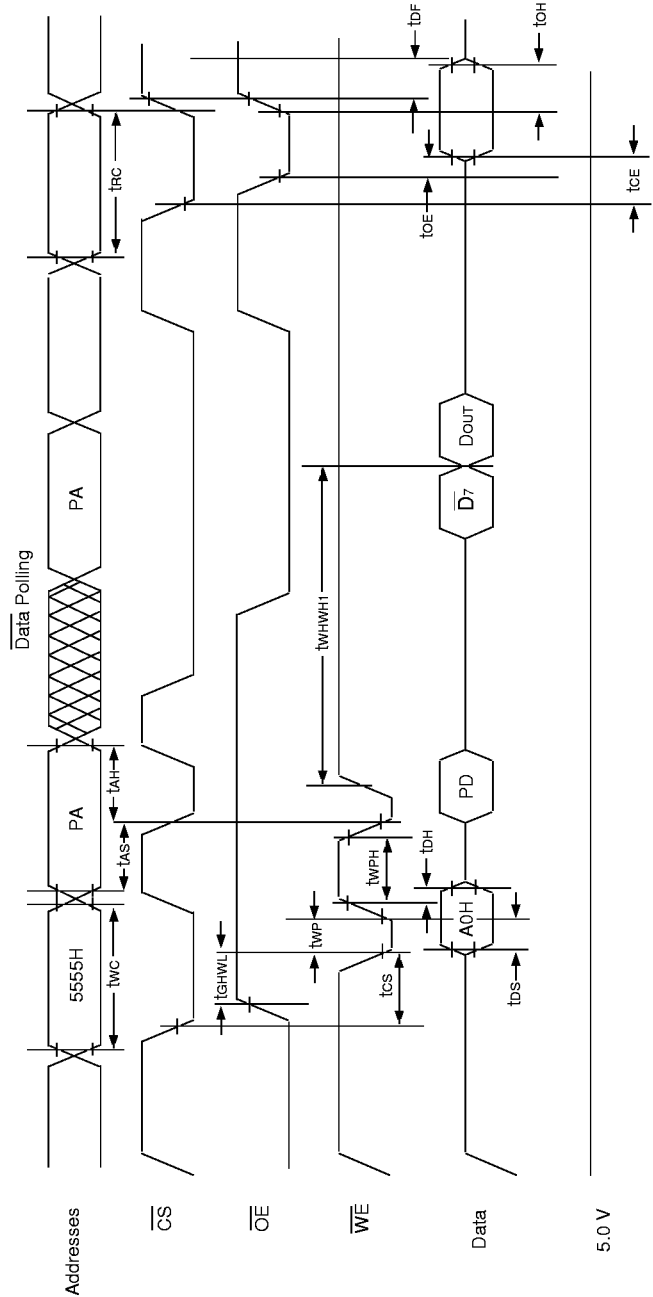 Data Polling
Addresses
5555H
PA
PA
tWC
tAS
tAH
tRC
CS
OE
tGHWL
WE
tCS
tWP
tWPH
tWHWH1
tDF
Data
A0H
PD
D7
DOUT
tDS
tDH
tOE
tOH
tCE
5.0 V